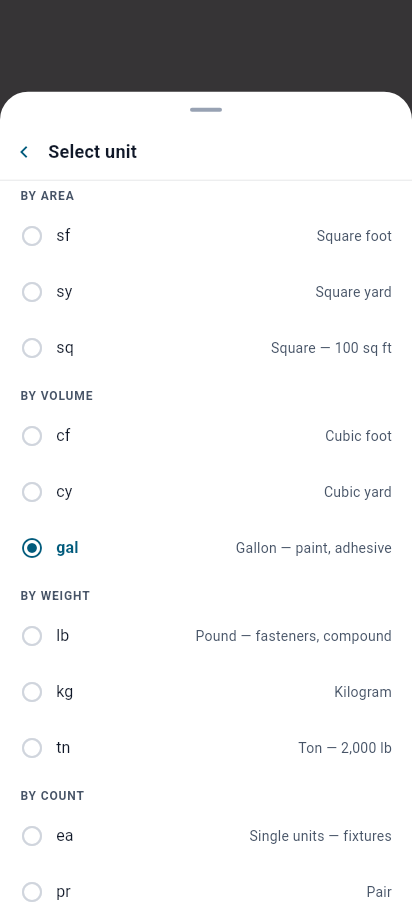 Select unit
BY AREA
sf Square foot
sy Square yard
sq Square — 100 sq ft
BY VOLUME
cf Cubic foot
cy Cubic yard
gal Gallon — paint, adhesive
BY WEIGHT
lb Pound — fasteners, compound
kg Kilogram
tn Ton — 2,000 lb
BY COUNT
ea Single units — fixtures
pr Pair